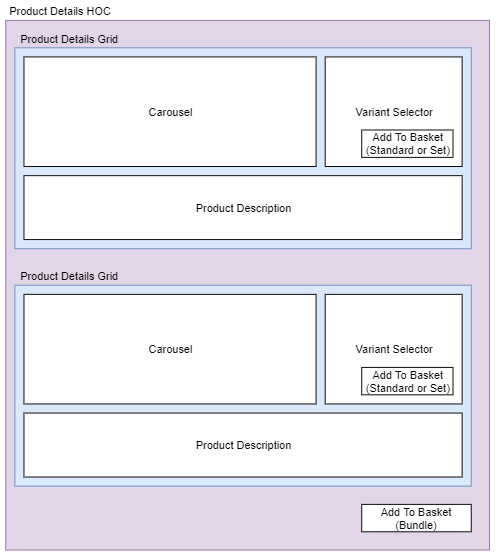 Product Details HOC
Product Details Grid
Carousel
Variant Selector
Add To Basket
(Standard or Set)
Product Description
Product Details Grid
Carousel
Variant Selector
Add To Basket
(Standard or Set)
Product Description
Add To Basket
(Bundle)